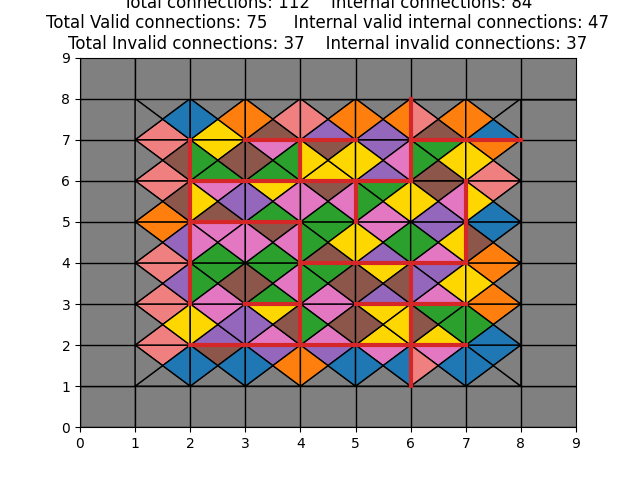 Total connections: 112    Internal connections: 84
Total Valid connections: 75     Internal valid internal connections: 47
Total Invalid connections: 37    Internal invalid connections: 37
9
8
7
6
5
4
3
2
1
0
0 1 2 3 4 5 6 7 8 9